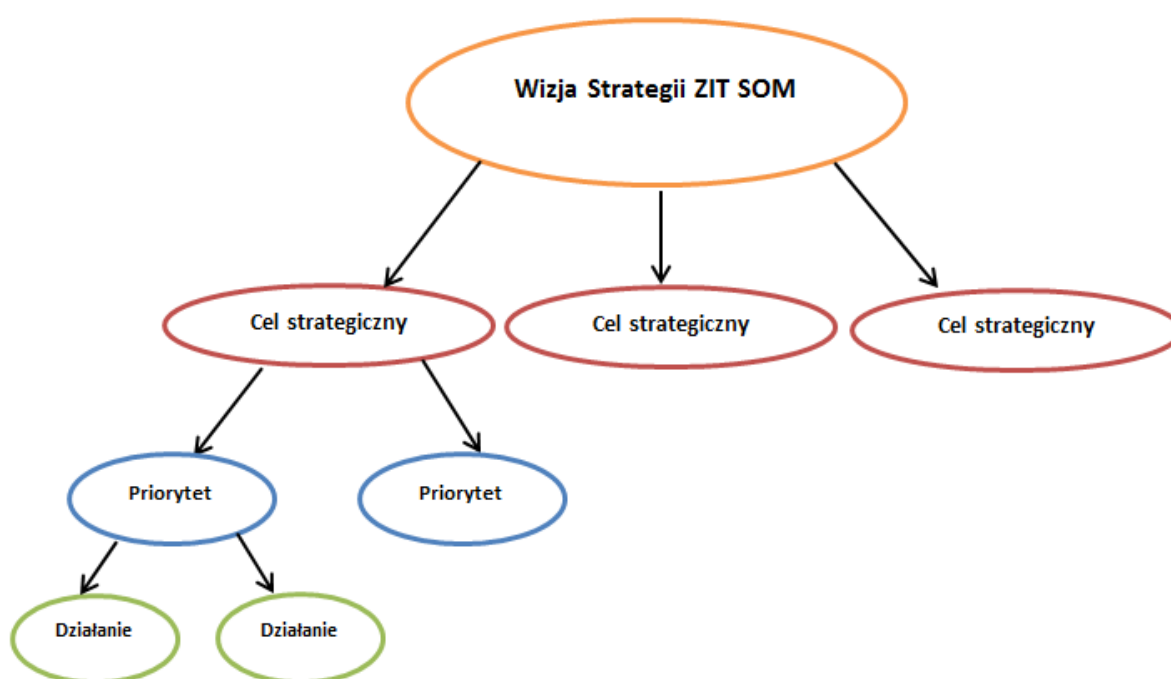 Wizja Strategii ZIT SOM
Cel strategiczny
Cel strategiczny
Cel strategiczny
Priorytet
Priorytet
Działanie
Działanie